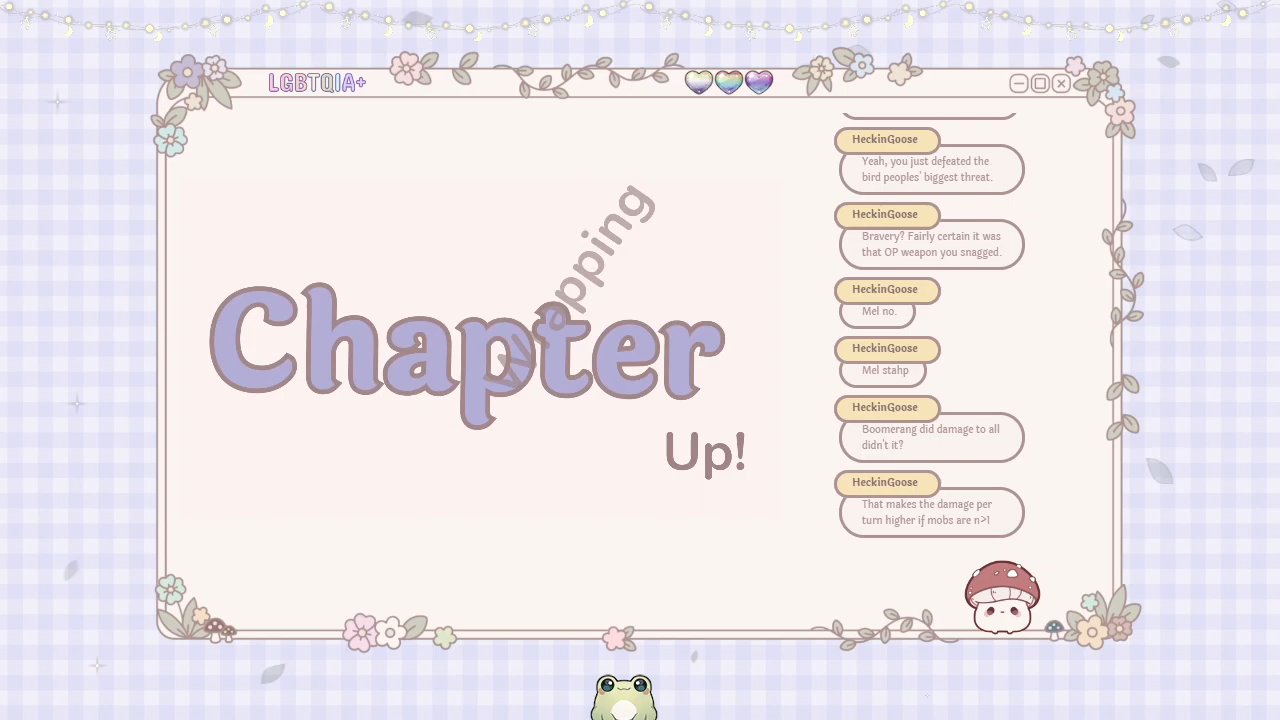 LGBTQIA+
Wrapping
Chapter
Up!
HeckinGoose
Yeah, you just defeated the
bird peoples' biggest threat.
HeckinGoose
Bravery? Fairly certain it was
that OP weapon you snagged.
HeckinGoose
Mel no.
HeckinGoose
Mel stahp
HeckinGoose
Boomerang did damage to all
didn't it?
HeckinGoose
That makes the damage per
turn higher if mobs are n>1